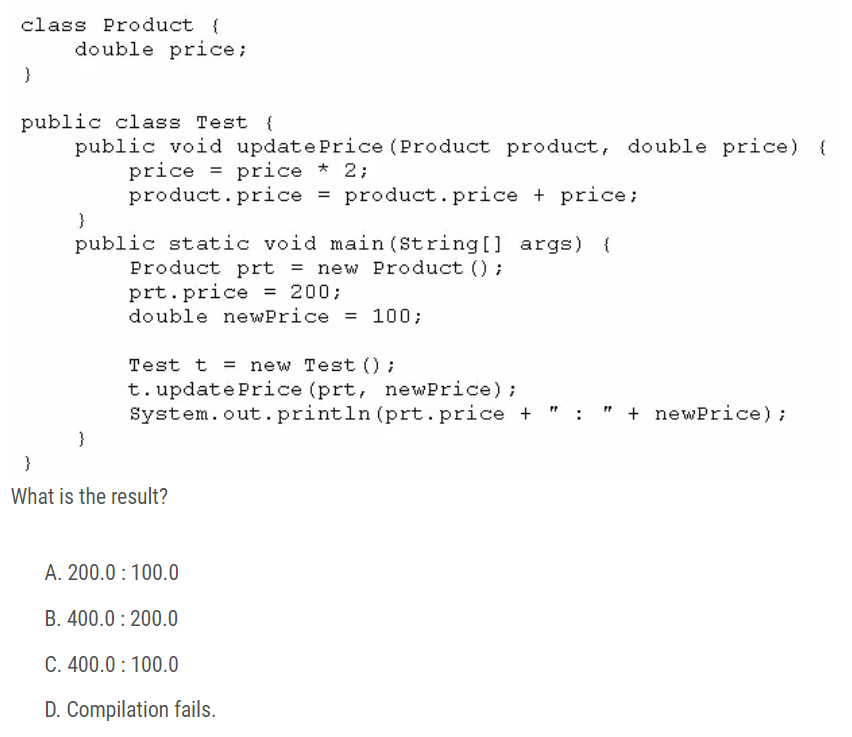 class Product {
    double price;
}

public class Test {
    public void updatePrice(Product product, double price) {
        price = price * 2;
        product.price = product.price + price;
    }
    public static void main(String[] args) {
        Product prt = new Product();
        prt.price = 200;
        double newPrice = 100;

        Test t = new Test();
        t.updatePrice(prt, newPrice);
        System.out.println(prt.price + " : " + newPrice);
    }
}
What is the result?
A. 200.0 : 100.0
B. 400.0 : 200.0
C. 400.0 : 100.0
D. Compilation fails.